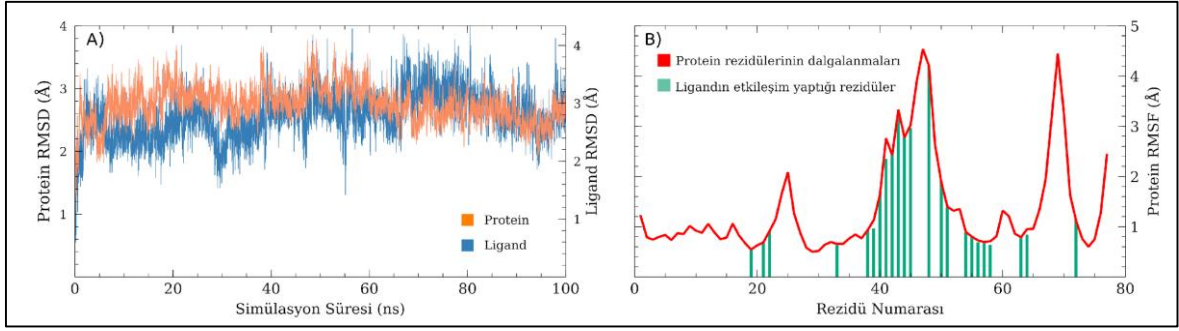 A)
Protein RMSD (Å)
4
3
2
1
0
0
20
40
60
80
100
Simülasyon Süresi (ns)
Protein
Ligand
4
3
2
1
Ligand RMSD (Å)
B)
Protein rezidülerinin dalgalanmaları
Ligandın etkileşim yaptığı rezidüler
0
20
40
60
80
Rezidü Numarası
5
4
3
2
1
Protein RMSF (Å)